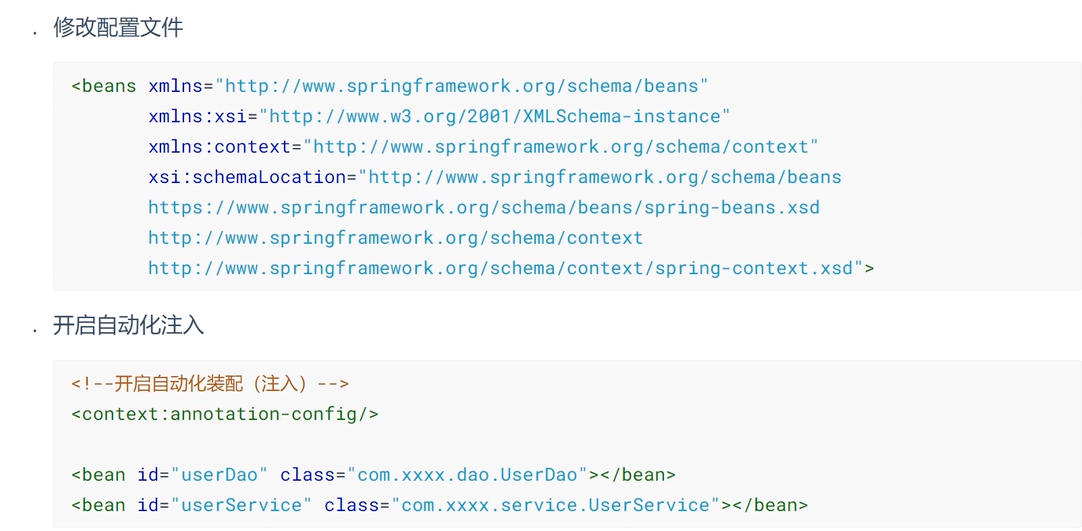 . 修改配置文件
<beans xmlns="http://www.springframework.org/schema/beans"
xmlns:xsi="http://www.w3.org/2001/XMLSchema-instance"
xmlns:context="http://www.springframework.org/schema/context"
xsi:schemaLocation="http://www.springframework.org/schema/beans
https://www.springframework.org/schema/beans/spring-beans.xsd
http://www.springframework.org/schema/context
http://www.springframework.org/schema/context/spring-context.xsd">
. 开启自动化注入
<!--开启自动化装配（注入）-->
<context:annotation-config/>
<bean id="userDao" class="com.xxxx.dao.UserDao"></bean>
<bean id="userService" class="com.xxxx.service.UserService"></bean>